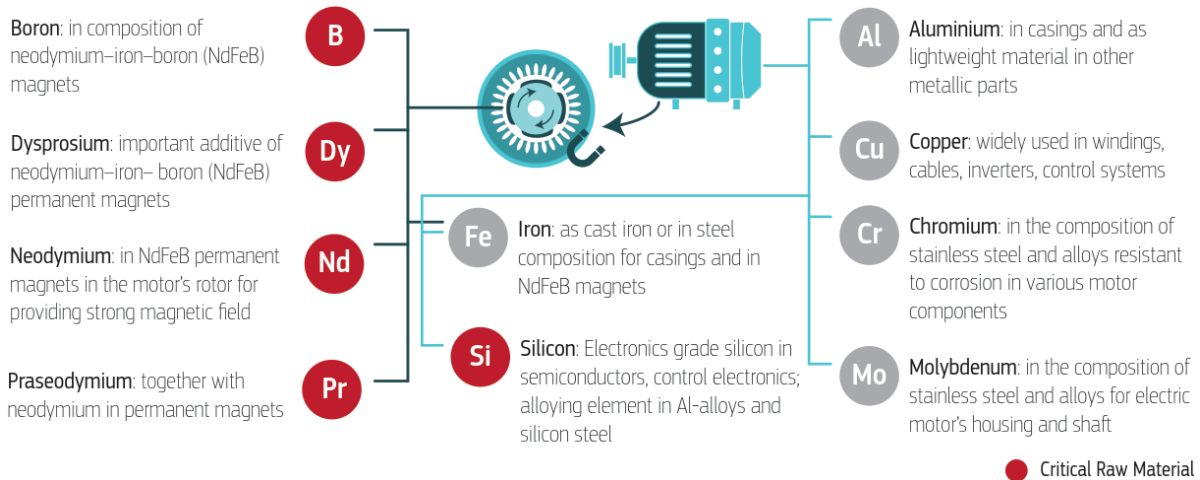 B
Boron: in composition of
neodymium–iron–boron (NdFeB)
magnets
Dy
Dysprosium: important additive of
neodymium–iron– boron (NdFeB)
permanent magnets
Nd
Neodymium: in NdFeB permanent
magnets in the motor's rotor for
providing strong magnetic field
Pr
Praseodymium: together with
neodymium in permanent magnets
Fe
Iron: as cast iron or in steel
composition for casings and in
NdFeB magnets
Si
Silicon: Electronics grade silicon in
semiconductors, control electronics;
alloying element in Al-alloys and
silicon steel
Al
Aluminium: in casings and as
lightweight material in other
metallic parts
Cu
Copper: widely used in windings,
cables, inverters, control systems
Cr
Chromium: in the composition of
stainless steel and alloys resistant
to corrosion in various motor
components
Mo
Molybdenum: in the composition of
stainless steel and alloys for electric
motor's housing and shaft
Critical Raw Material